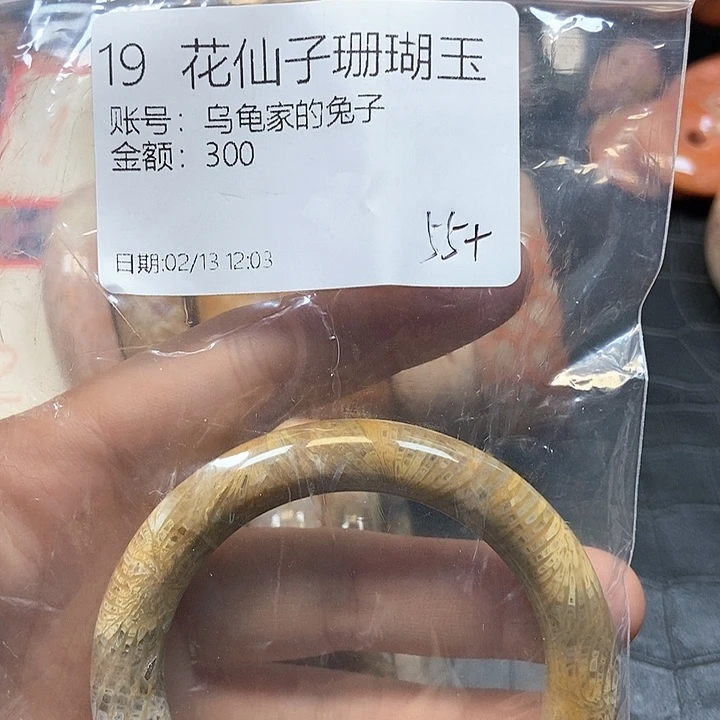 19 花仙子珊瑚玉
账号：乌龟家的兔子
金额：300
55+
日期:02/13 12:03